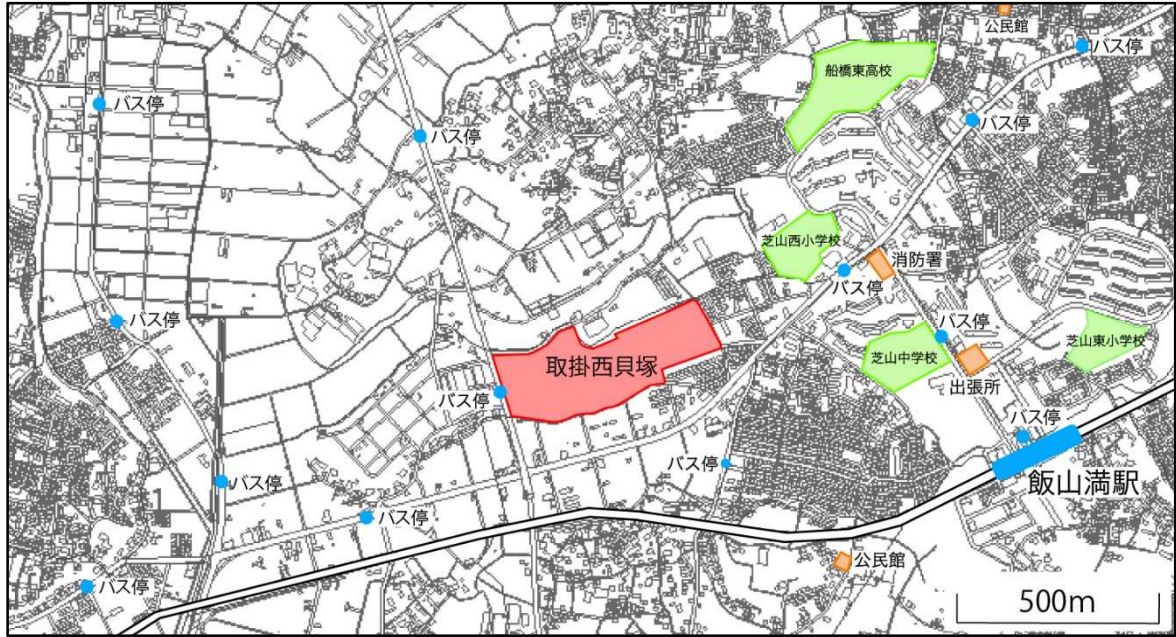 公民館
バス停
船橋東高校
バス停
バス停
バス停
芝山西小学校
消防署
バス停
バス停
バス停
芝山東小学校
芝山中学校
取掛西貝塚
出張所
バス停
バス停
バス停
飯山満駅
バス停
バス停
公民館
バス停
500m